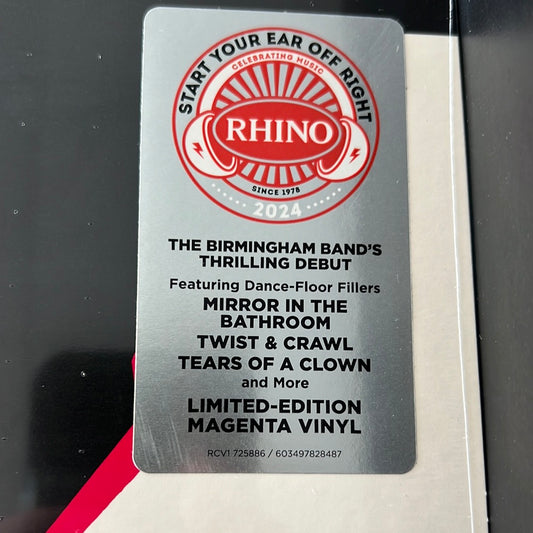 START YOUR EAR OFF RIGHT
CELEBRATING MUSIC
RHINO
SINCE 1978
2024
THE BIRMINGHAM BAND'S
THRILLING DEBUT
Featuring Dance-Floor Fillers
MIRROR IN THE
BATHROOM
TWIST & CRAWL
TEARS OF A CLOWN
and More
LIMITED-EDITION
MAGENTA VINYL
RCV1 725886 / 603497828487